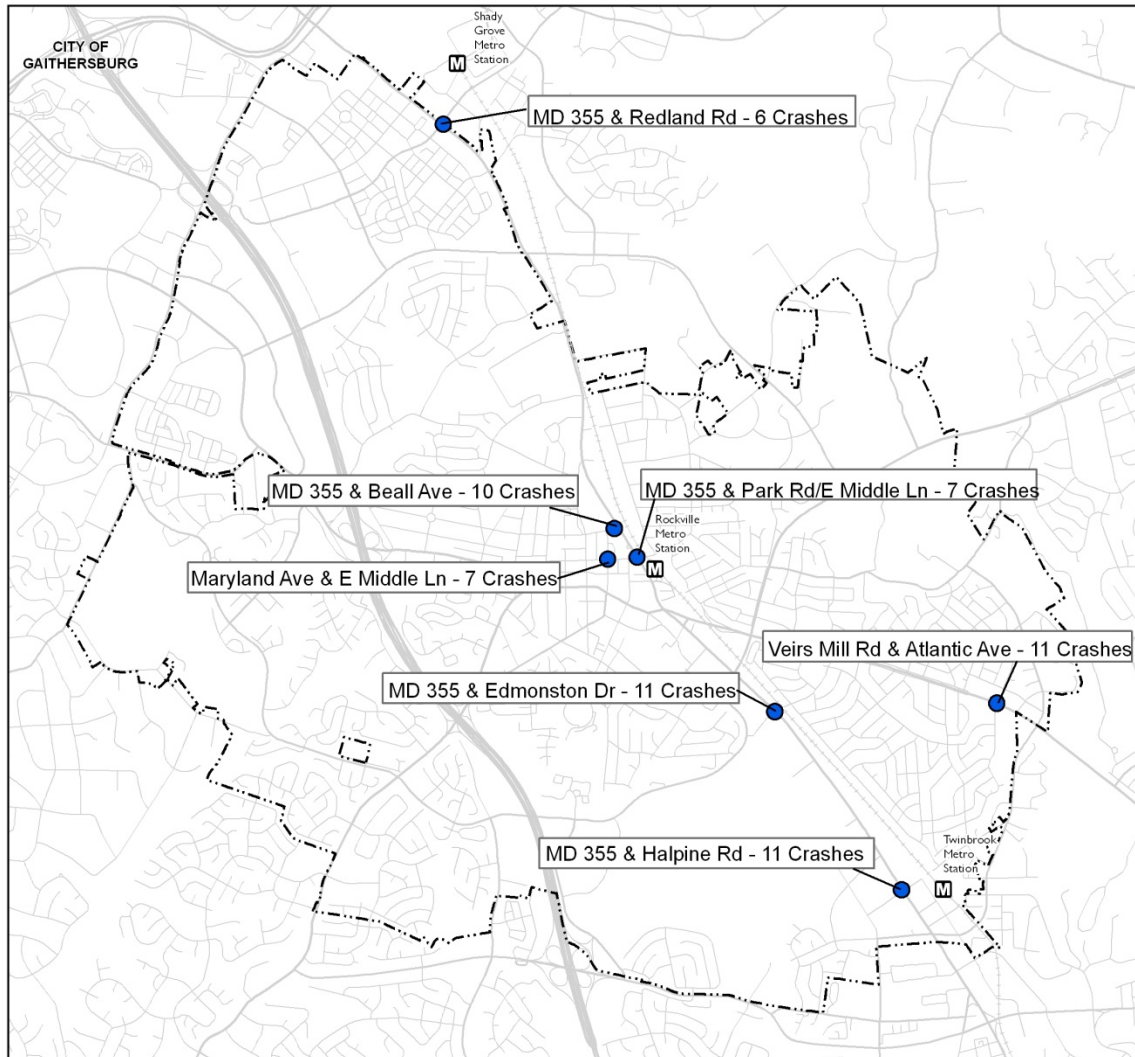 Shady
Grove
Metro
Station
CITY OF
GAITHERSBURG
M
MD 355 & Redland Rd - 6 Crashes
MD 355 & Beall Ave - 10 Crashes
MD 355 & Park Rd/E Middle Ln - 7 Crashes
Rockville
Metro
Station
M
Maryland Ave & E Middle Ln - 7 Crashes
Veirs Mill Rd & Atlantic Ave - 11 Crashes
MD 355 & Edmonston Dr - 11 Crashes
Twinbrook
Metro
Station
MD 355 & Halpine Rd - 11 Crashes
M